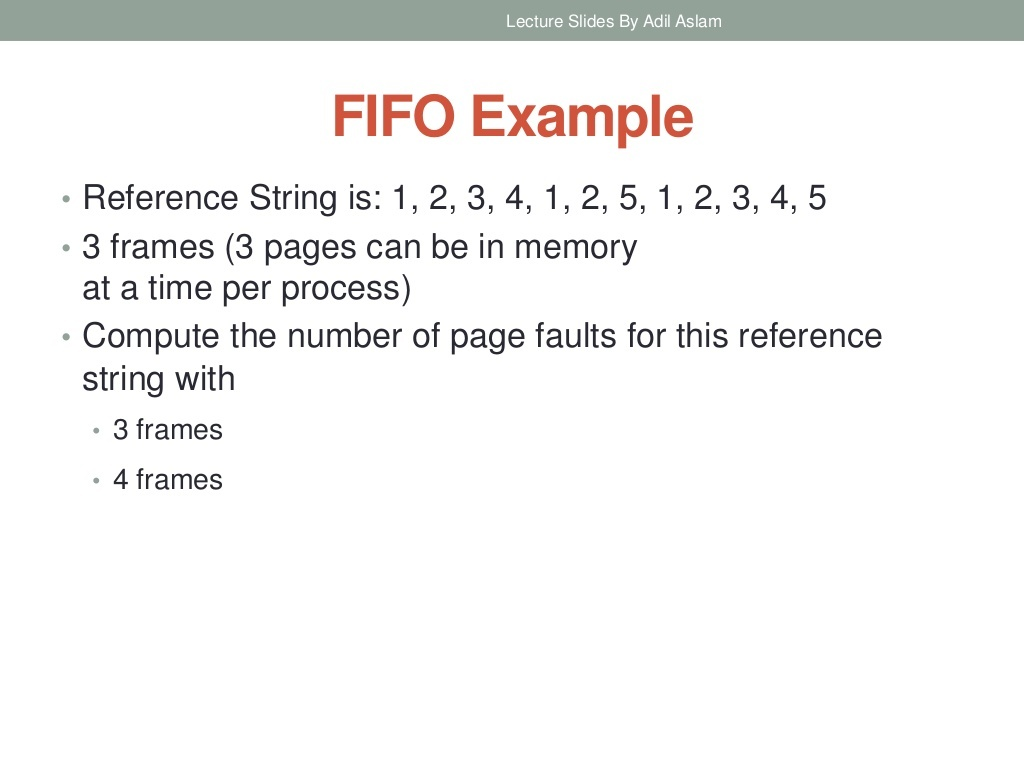 Lecture Slides By Adil Aslam
FIFO Example
• Reference String is: 1, 2, 3, 4, 1, 2, 5, 1, 2, 3, 4, 5
• 3 frames (3 pages can be in memory
at a time per process)
• Compute the number of page faults for this reference
string with
• 3 frames
• 4 frames